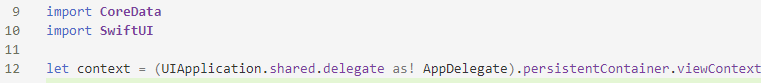 9 import CoreData
10 import SwiftUI
11
12 let context = (UIApplication.shared.delegate as! AppDelegate).persistentContainer.viewContext